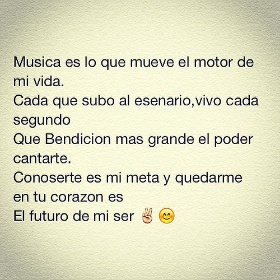 Musica es lo que mueve el motor de
mi vida.
Cada que subo al esenario,vivo cada
segundo
Que Bendicion mas grande el poder
cantarte.
Conoserte es mi meta y quedarme
en tu corazon es
El futuro de mi ser ✌😊